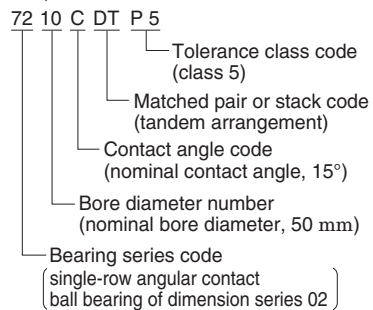 72 10 C DT P 5
Tolerance class code
(class 5)
Matched pair or stack code
(tandem arrangement)
Contact angle code
(nominal contact angle, 15°)
Bore diameter number
(nominal bore diameter, 50 mm)
Bearing series code
(single-row angular contact
ball bearing of dimension series 02)